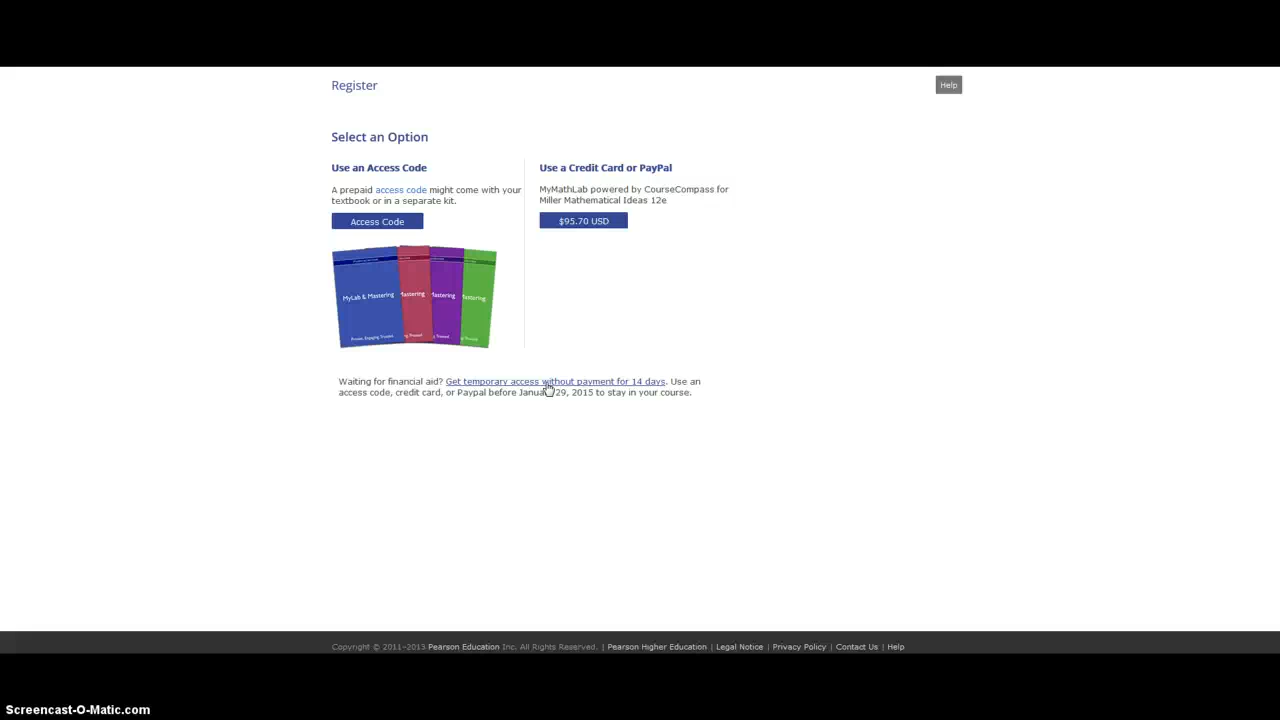 Register
Help
Select an Option
Use an Access Code
A prepaid access code might come with your
textbook or in a separate kit.
Access Code
Use a Credit Card or PayPal
MyMathLab powered by CourseCompass for
Miller Mathematical Ideas 12e
$95.70 USD
MyLab & Mastering
Mastering
Mastering
Mastering
Waiting for financial aid? Get temporary access without payment for 14 days. Use an
access code, credit card, or Paypal before January 29, 2015 to stay in your course.
Copyright © 2011–2013 Pearson Education Inc. All Rights Reserved. | Pearson Higher Education | Legal Notice | Privacy Policy | Contact Us | Help
Screencast-O-Matic.com